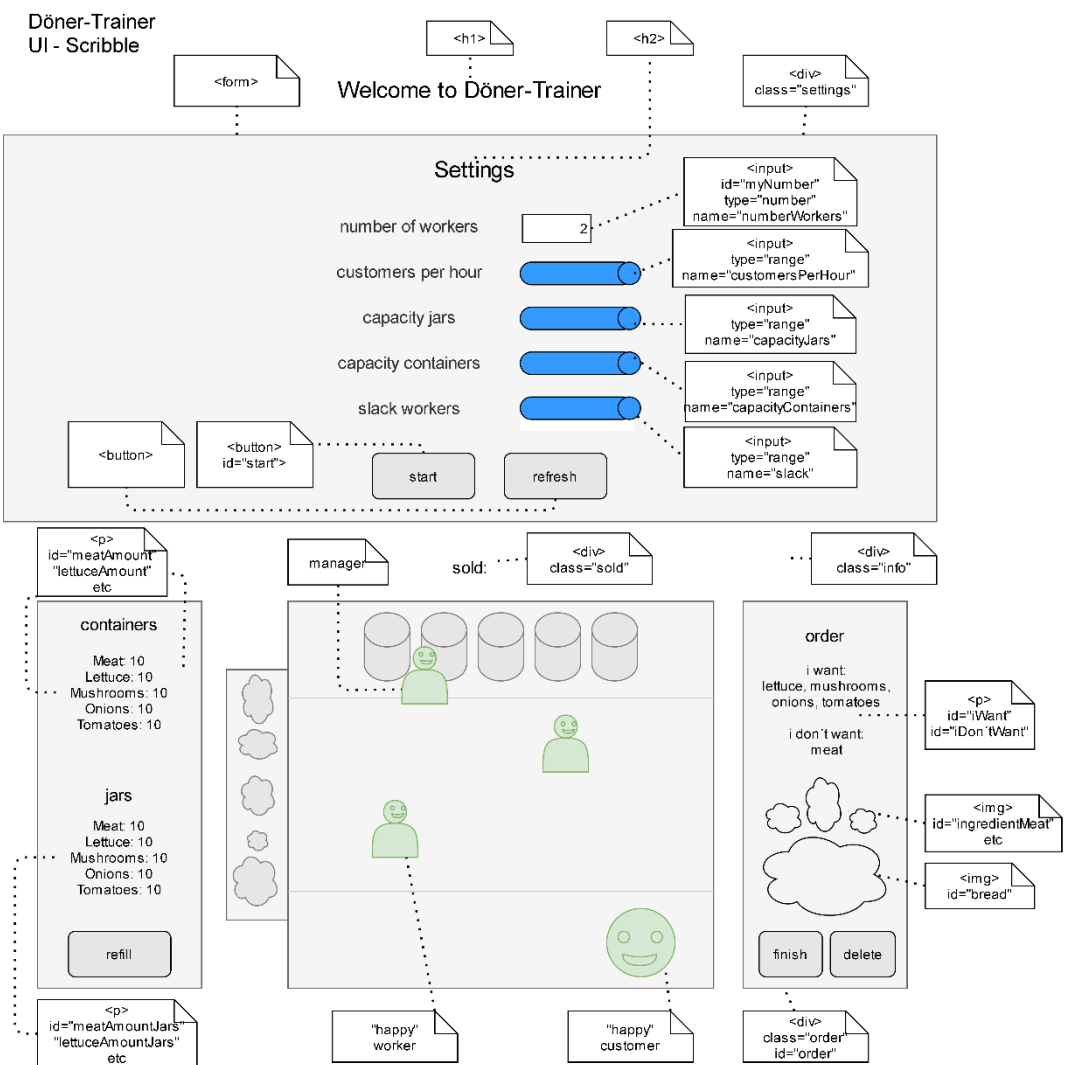 Döner-Trainer
UI - Scribble
<h1>
<h2>
<form>
Welcome to Döner-Trainer
<div>
class="settings"
Settings
<input>
id="myNumber"
type="number"
name="numberWorkers"
number of workers
2
customers per hour
<input>
type="range"
name="customersPerHour"
capacity jars
<input>
type="range"
name="capacityJars"
capacity containers
<input>
type="range"
name="capacityContainers"
slack workers
<input>
type="range"
name="slack"
<button>
<button>
id="start">
start
refresh
<p>
id="meatAmount"
"lettuceAmount"
etc
manager
sold:
<div>
class="sold"
<div>
class="info"
containers
Meat: 10
Lettuce: 10
Mushrooms: 10
Onions: 10
Tomatoes: 10
jars
Meat: 10
Lettuce: 10
Mushrooms: 10
Onions: 10
Tomatoes: 10
refill
order
i want:
lettuce, mushrooms,
onions, tomatoes
i don´t want:
meat
<p>
id="iWant"
id="iDon´tWant"
<img>
id="ingredientMeat"
etc
<img>
id="bread"
finish
delete
<p>
id="meatAmountJars"
"lettuceAmountJars"
etc
"happy"
worker
"happy"
customer
<div>
class="order"
id="order"